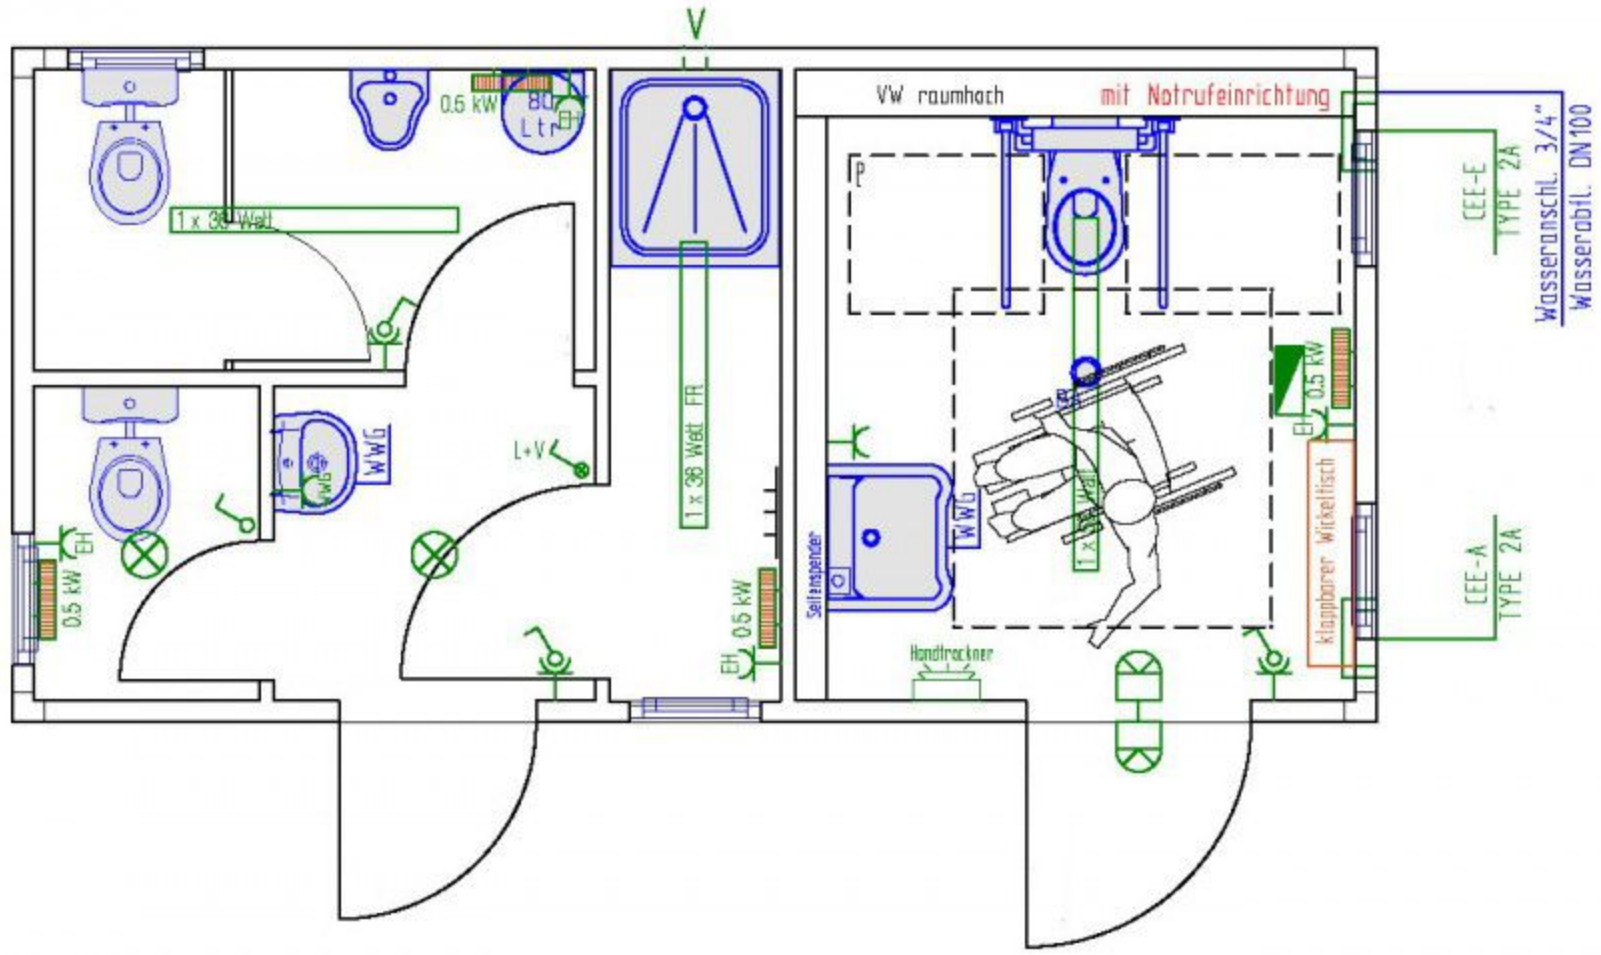 V
VW raumhoch
mit Notrufeinrichtung
0.5 kW
80
Ltr
EH
P
1 x 36 Watt
CEE-E
TYPE 2A
Wasseranschl. 3/4"
Wasserabfl. DN100
1 x 36 Watt FR
0.5 kW
EH
WWG
WWG
L+V
EH
0.5 kW
0.5 kW
EH
WWG
Seifenspender
klappbarer Wickeltisch
CEE-A
TYPE 2A
Handtrockner